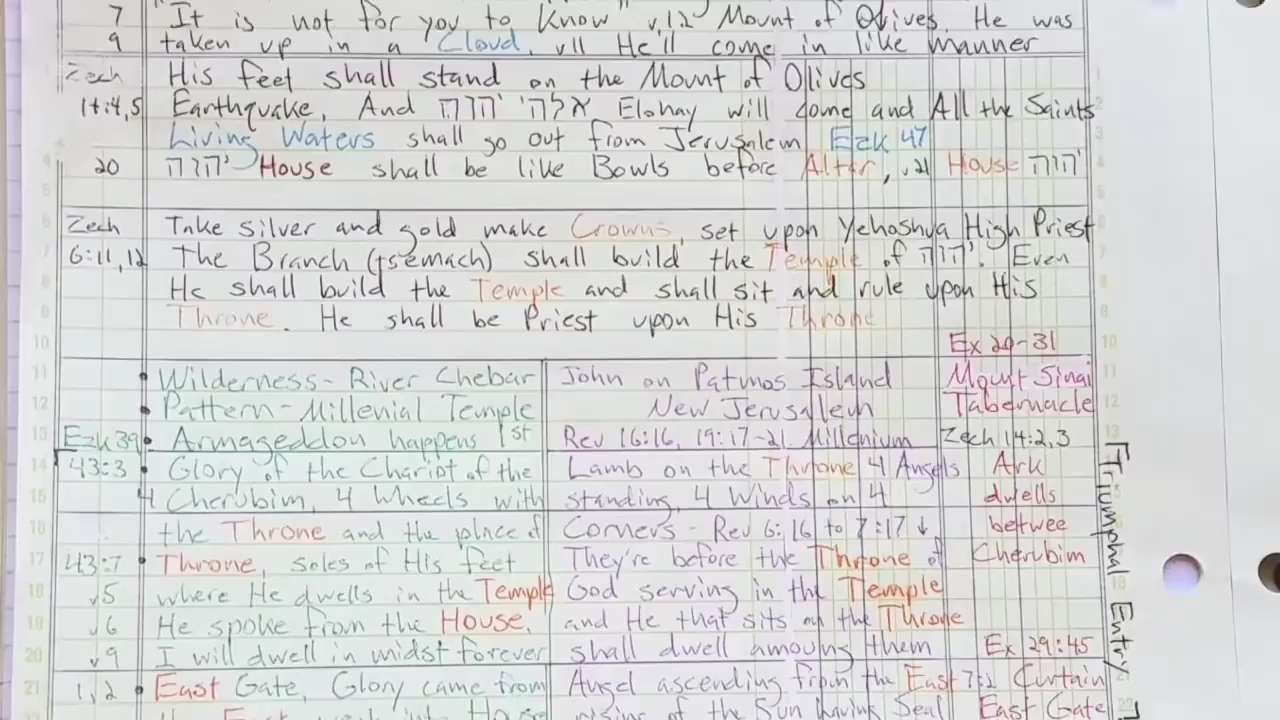 7 "It is not for you to Know" v.12 Mount of Olives. He was
9 taken up in a Cloud, v11 He'll come in like manner
Zech His feet shall stand on the Mount of Olives
14:4,5 Earthquake, And אלהי יהוה Elohay will come and All the Saints
Living Waters shall go out from Jerusalem Ezk 47
20 יהוה House shall be like Bowls before Altar, v21 House יהוה
Zech Take silver and gold make Crowns, set upon Yehoshua High Priest
6:11,12 The Branch (tsemach) shall build the Temple of יהוה. Even
He shall build the Temple and shall sit and rule upon His
Throne. He shall be Priest upon His Throne
Ex 20-31
• Wilderness - River Chebar John on Patmos Island Mount Sinai
• Pattern - Millenial Temple New Jerusalem Tabernacle
Ezk 39 • Armageddon happens 1st Rev 16:16, 19:17-21 Millenium Zech 14:2,3
43:3 • Glory of the Chariot of the Lamb on the Throne 4 Angels Ark
4 Cherubim, 4 Wheels with standing, 4 Winds on 4 dwells
the Throne and the place of Corners - Rev 6:16 to 7:17 ↓ betwee
43:7 • Throne, soles of His feet They're before the Throne of Cherubim
v5 where He dwells in the Temple God serving in the Temple
v6 He spoke from the House, and He that sits on the Throne
v9 I will dwell in midst forever shall dwell amoung them Ex 29:45
1,2 • East Gate, Glory came from Angel ascending from the East 7:2 Curtain
the East House rising of the Sun having Seal East Gate
Triumphal Entry